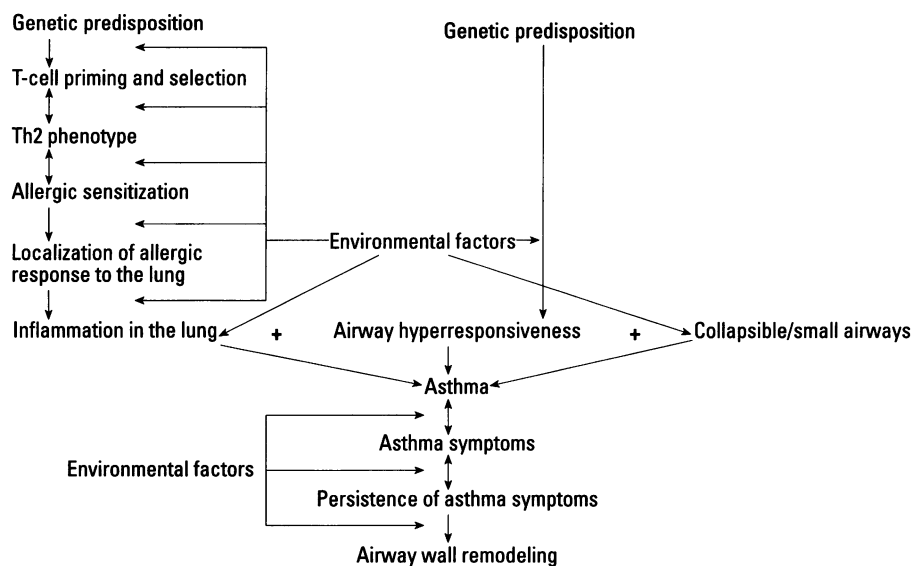 Genetic predisposition
Genetic predisposition
T-cell priming and selection
Th2 phenotype
Allergic sensitization
Environmental factors
Localization of allergic
response to the lung
Inflammation in the lung + Airway hyperresponsiveness + Collapsible/small airways
Asthma
Asthma symptoms
Environmental factors
Persistence of asthma symptoms
Airway wall remodeling